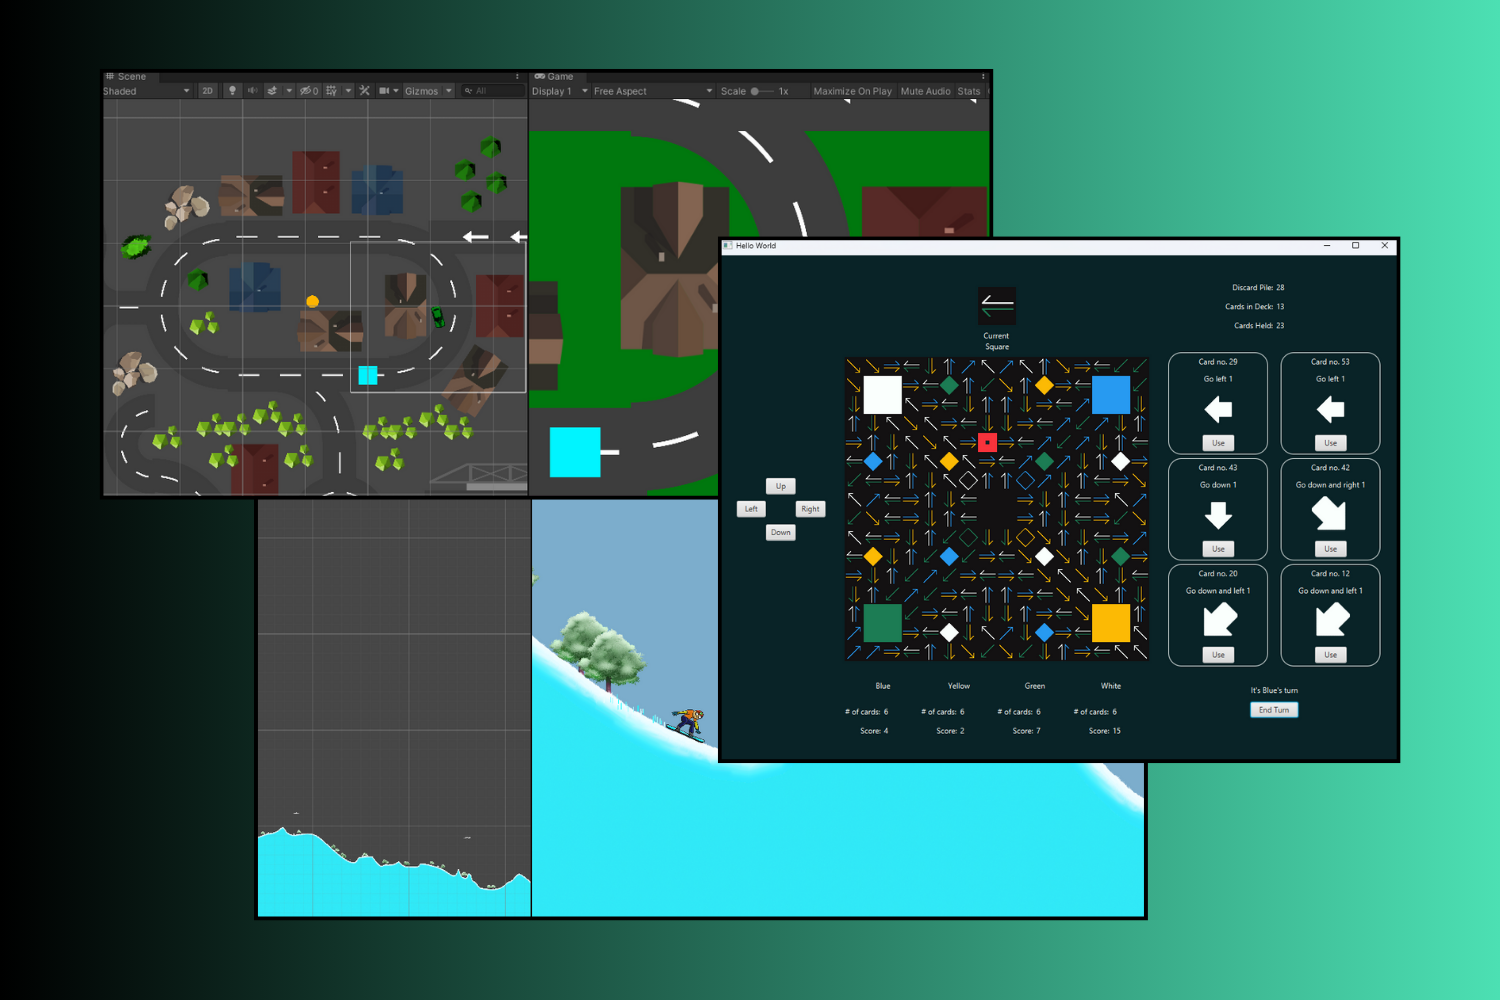 Scene
Game
Shaded
2D
0
Gizmos
All
Display 1
Free Aspect
Scale
1x
Maximize On Play
Mute Audio
Stats
Hello World
Discard Pile: 28
Cards in Deck: 13
Cards Held: 23
Current
Square
Card no. 29
Go left 1
Use
Card no. 53
Go left 1
Use
Card no. 43
Go down 1
Use
Card no. 42
Go down and right 1
Use
Card no. 20
Go down and left 1
Use
Card no. 12
Go down and left 1
Use
Up
Left
Right
Down
Blue
Yellow
Green
White
# of cards: 6
# of cards: 6
# of cards: 6
# of cards: 6
Score: 4
Score: 2
Score: 7
Score: 15
It's Blue's turn
End Turn